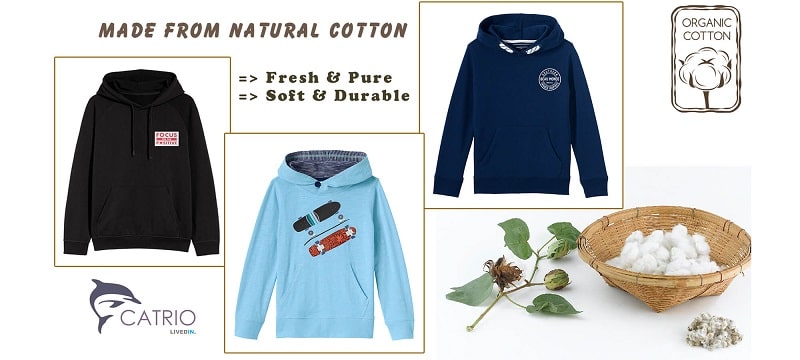 MADE FROM NATURAL COTTON
=> Fresh & Pure
=> Soft & Durable
ORGANIC
COTTON
FOCUS
POSITIVE
CATRIO
LIVEDIN.